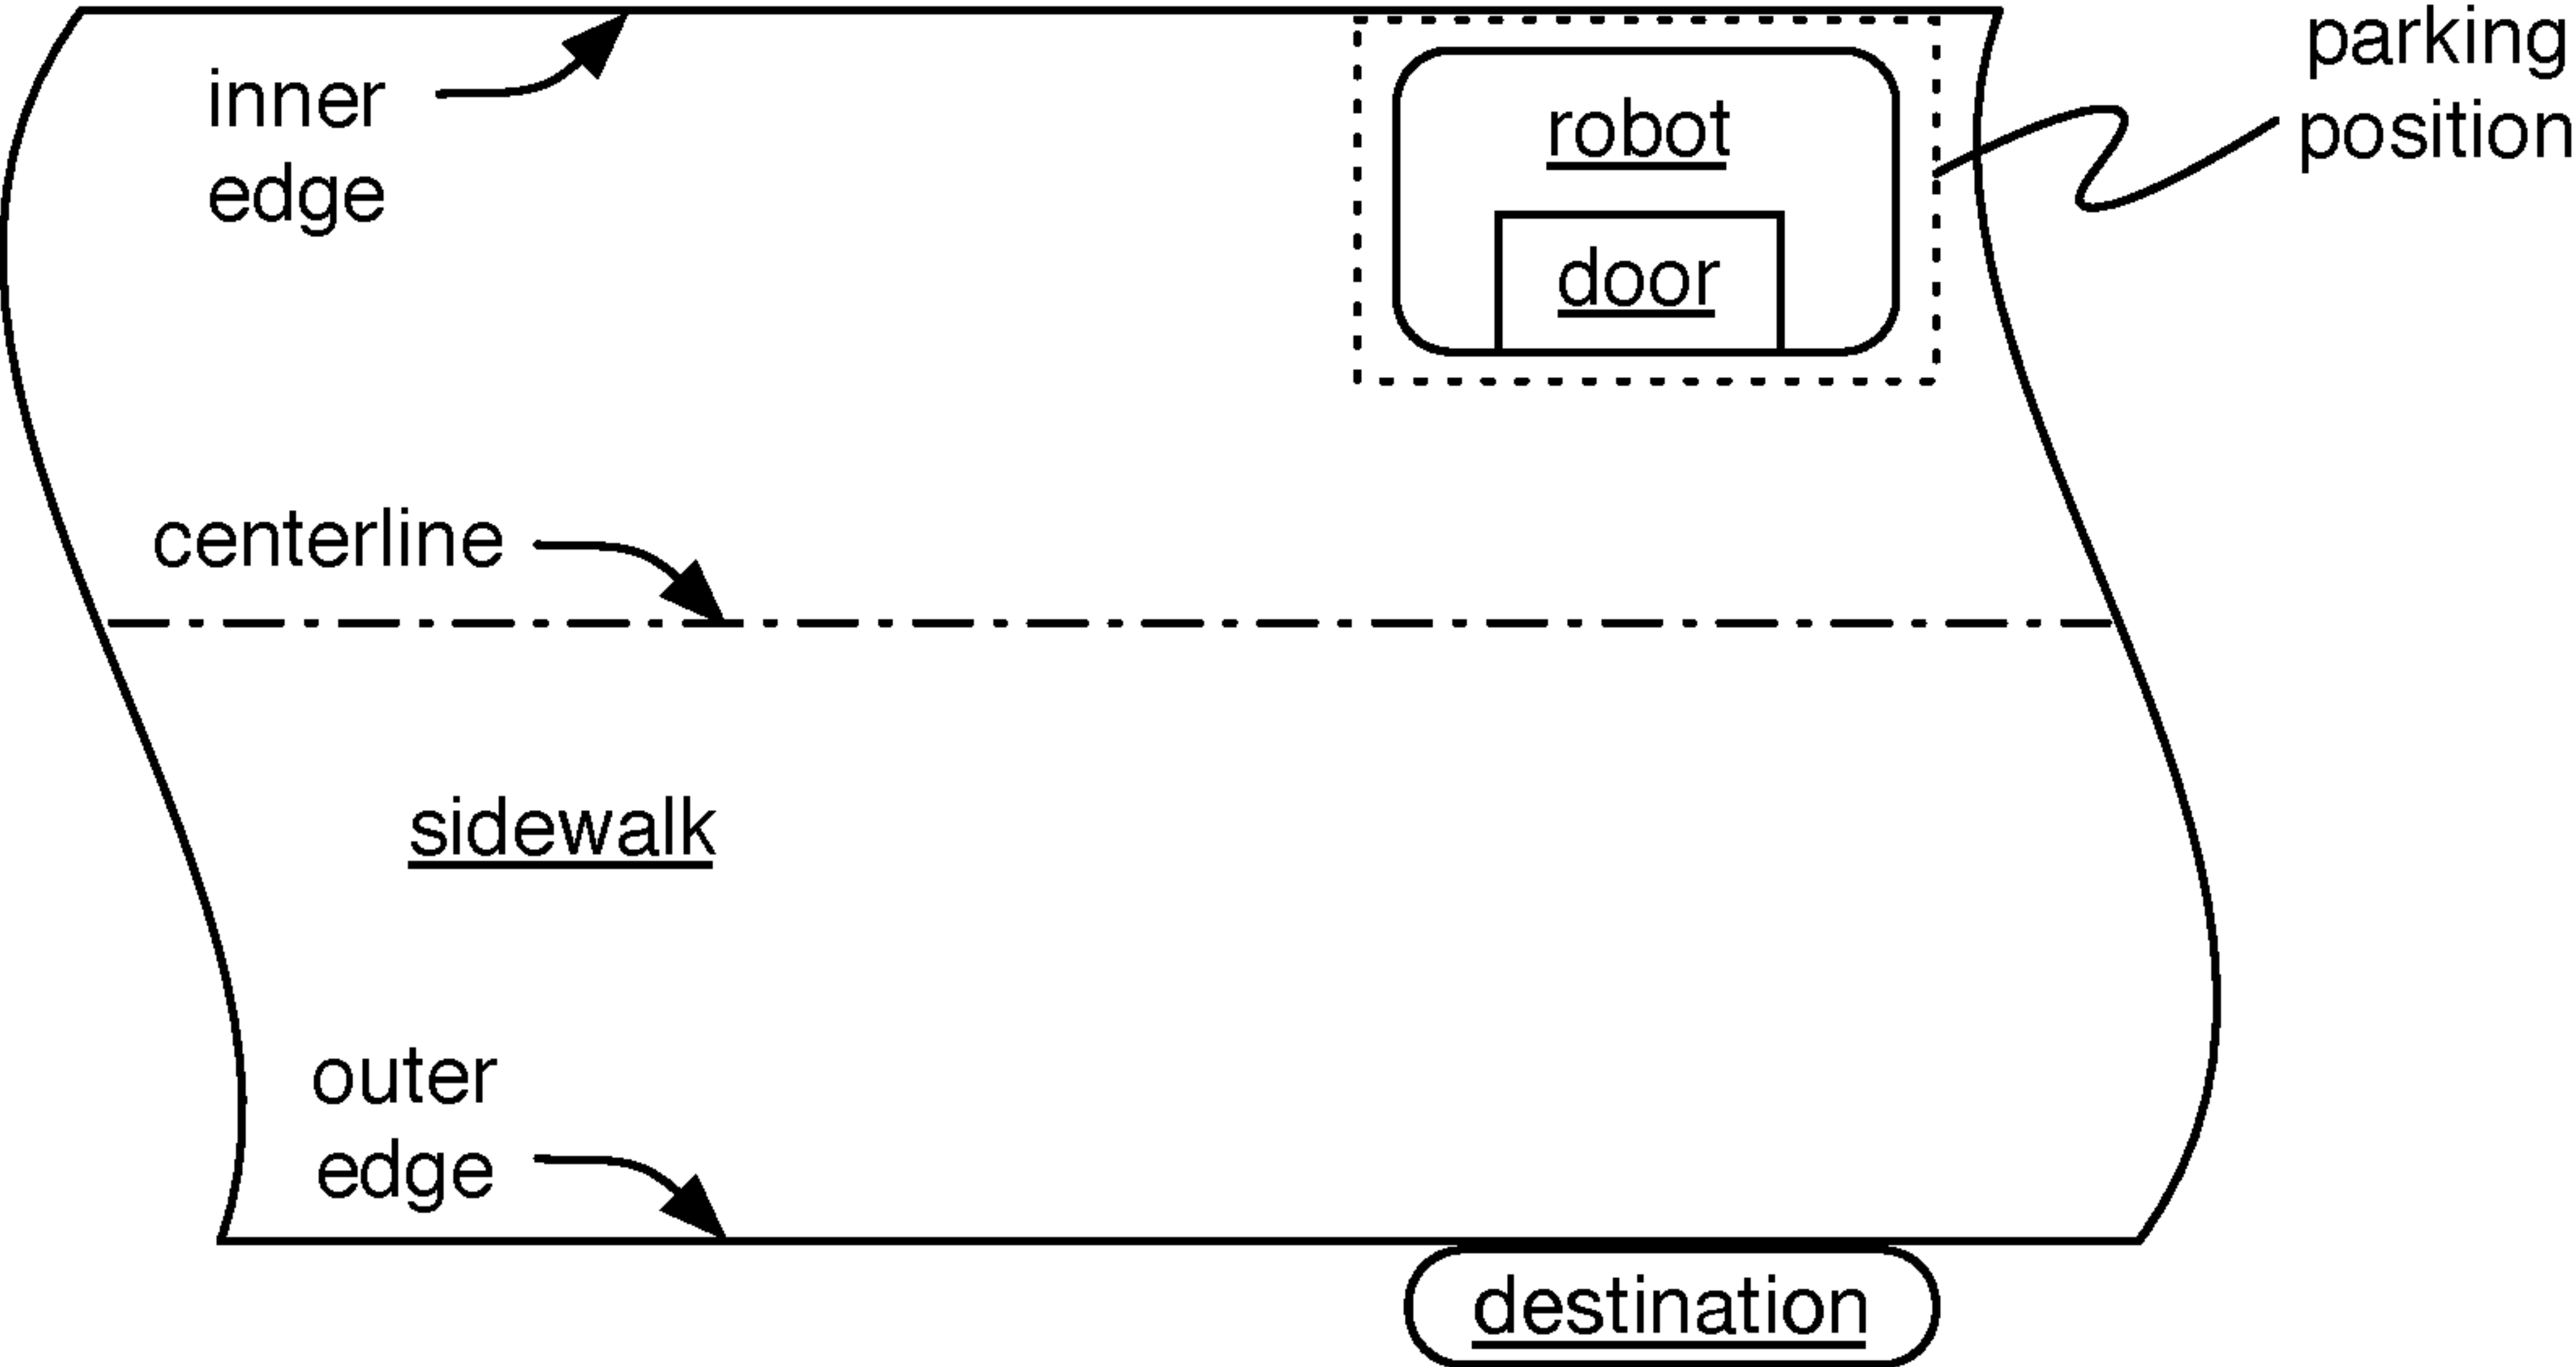 inner
edge
robot
door
parking
position
centerline
sidewalk
outer
edge
destination